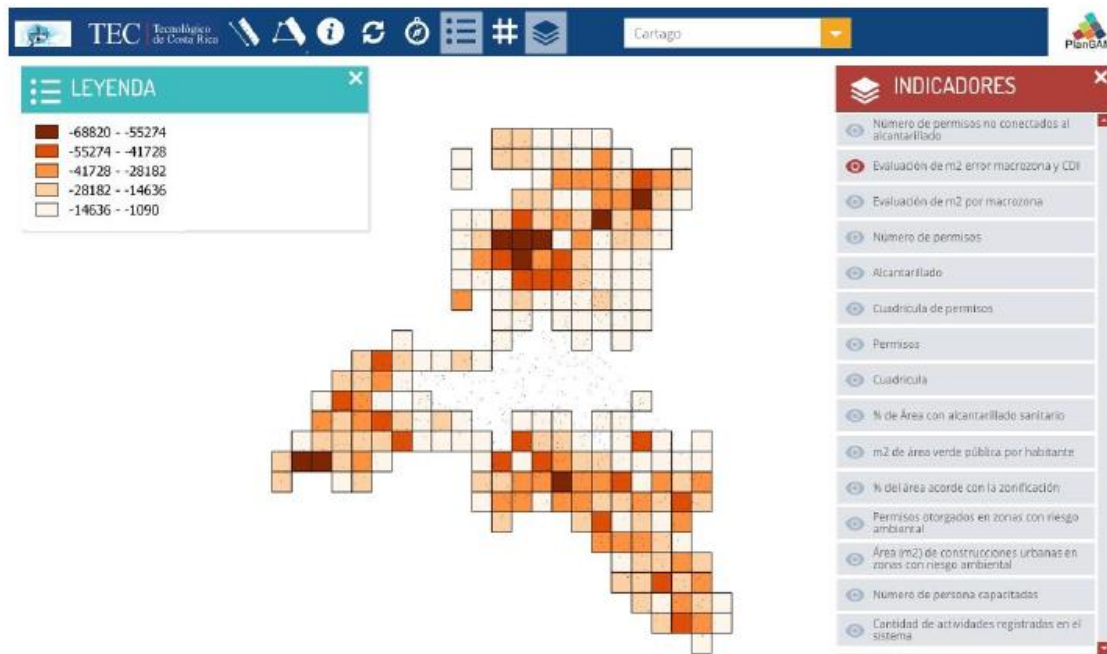 TEC Tecnológico
de Costa Rica
Cartago
PlanGAM
LEYENDA
-68820 - -55274
-55274 - -41728
-41728 - -28182
-28182 - -14636
-14636 - -1090
INDICADORES
Número de permisos no conectados al
alcantarillado
Evaluación de m2 error macrozona y CDI
Evaluación de m2 por macrozona
Número de permisos
Alcantarillado
Cuadricula de permisos
Permisos
Cuadricula
% de Área con alcantarillado sanitario
m2 de área verde pública por habitante
% del área acorde con la zonificación
Permisos otorgados en zonas con riesgo
ambiental
Área (m2) de construcciones urbanas en
zonas con riesgo ambiental
Número de persona capacitadas
Cantidad de actividades registradas en el
sistema